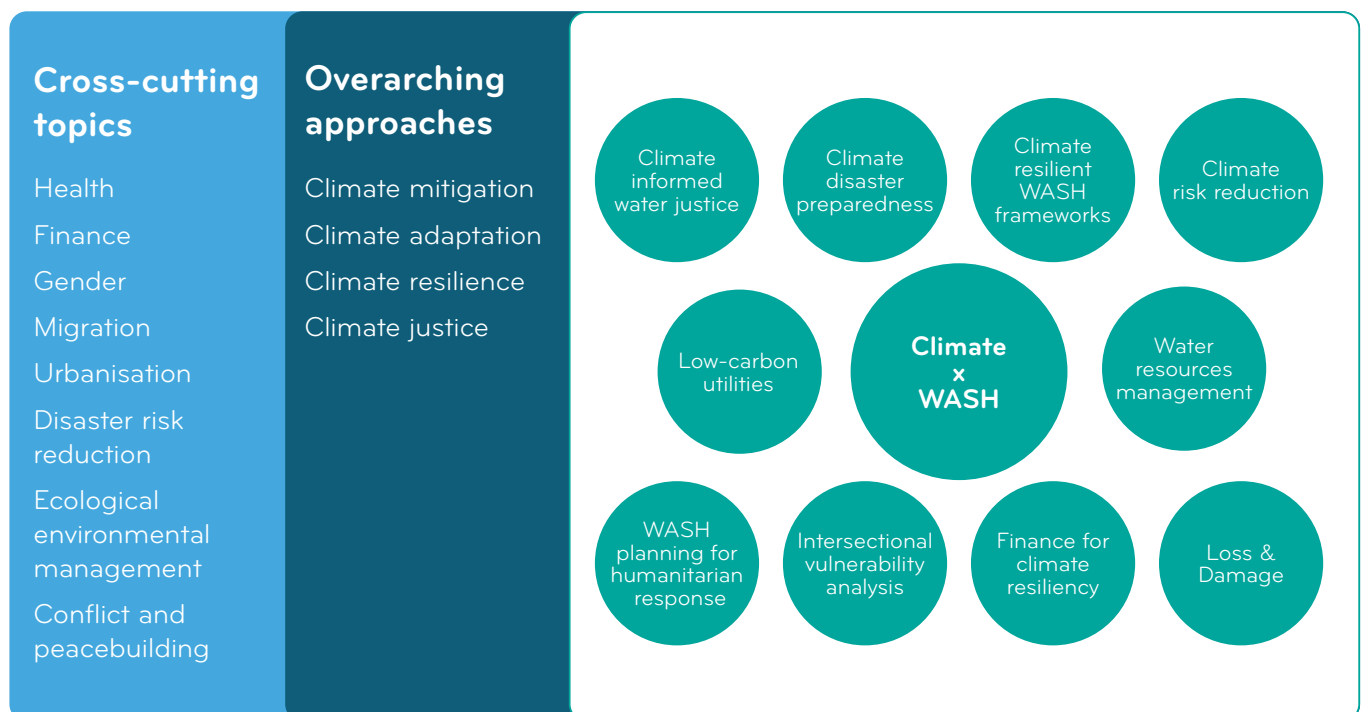 Cross-cutting
topics
Health
Finance
Gender
Migration
Urbanisation
Disaster risk
reduction
Ecological
environmental
management
Conflict and
peacebuilding
Overarching
approaches
Climate mitigation
Climate adaptation
Climate resilience
Climate justice
Climate
informed
water justice
Climate
disaster
preparedness
Climate
resilient
WASH
frameworks
Climate
risk reduction
Low-carbon
utilities
Climate
x
WASH
Water
resources
management
WASH
planning for
humanitarian
response
Intersectional
vulnerability
analysis
Finance for
climate
resiliency
Loss &
Damage